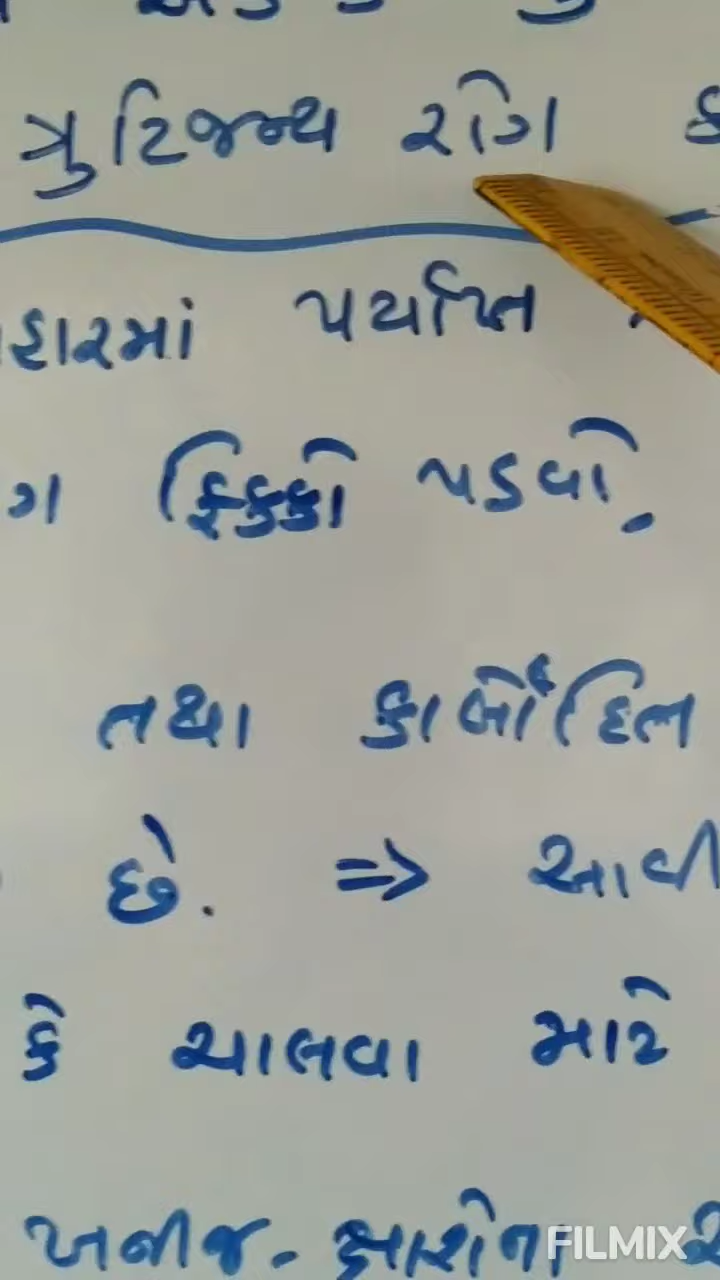 ત્રુટિજન્ય રોગ
હારમાં પર્યાપ્ત
ગ ફિક્કો પડવો.
તથા કાર્બોદિત
છે. ⇒ આવી
કે ચાલવા માટે
ખનીજ - ક્ષારોના
FILMIX